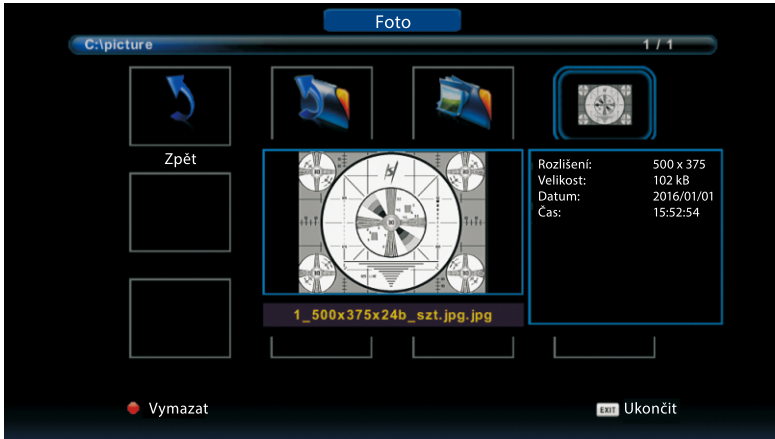 Foto
C:\picture 1 / 1
Zpět
Rozlišení: 500 x 375
Velikost: 102 kB
Datum: 2016/01/01
Čas: 15:52:54
1_500x375x24b_szt.jpg.jpg
Vymazat
EXIT Ukončit